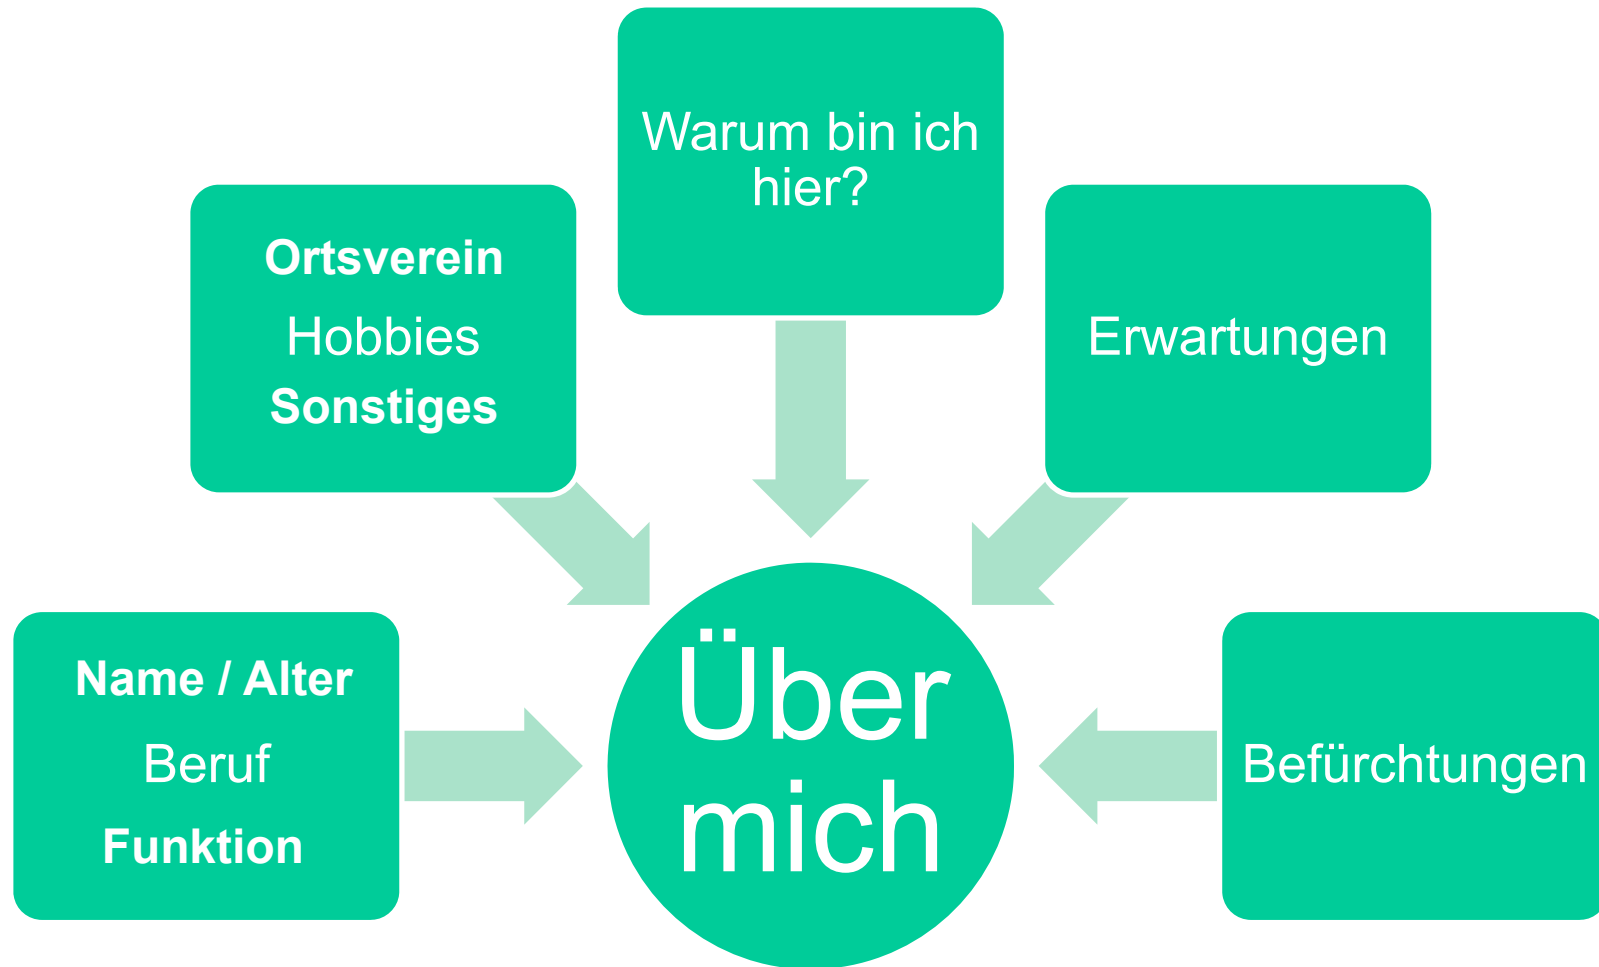 Name / Alter
Beruf
Funktion
Ortsverein
Hobbies
Sonstiges
Warum bin ich
hier?
Erwartungen
Befürchtungen
Über
mich